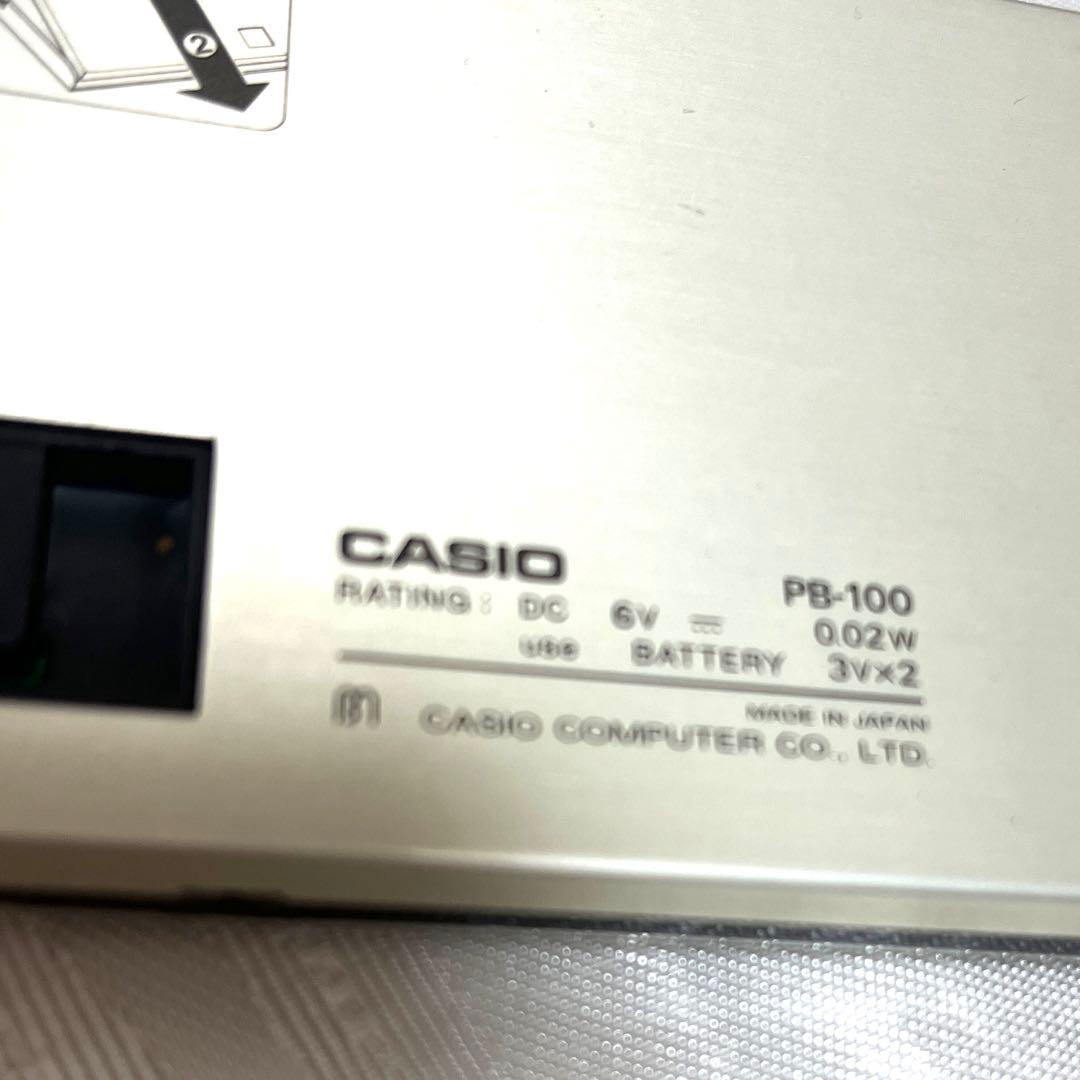 ②
CASIO PB-100
RATING : DC 6V ⎓ 0.02W
USE BATTERY 3V×2
MADE IN JAPAN
CASIO COMPUTER CO., LTD.